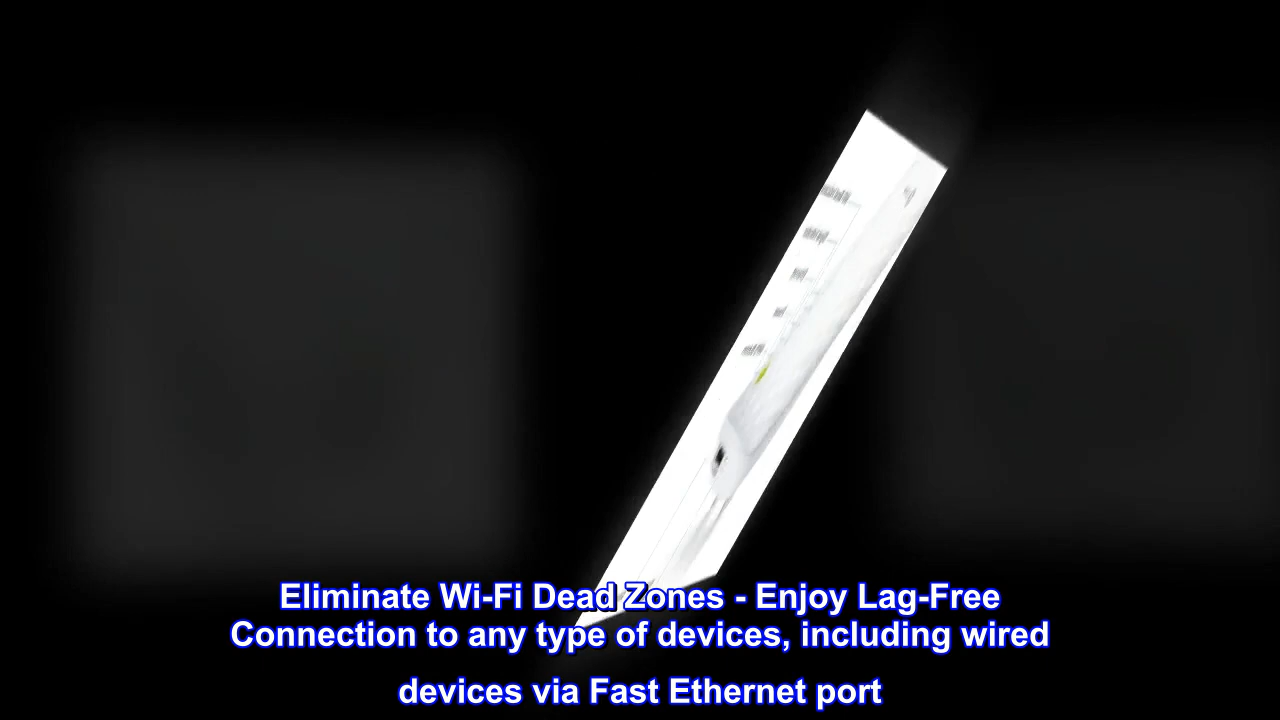 Eliminate Wi-Fi Dead Zones - Enjoy Lag-Free
Connection to any type of devices, including wired
devices via Fast Ethernet port